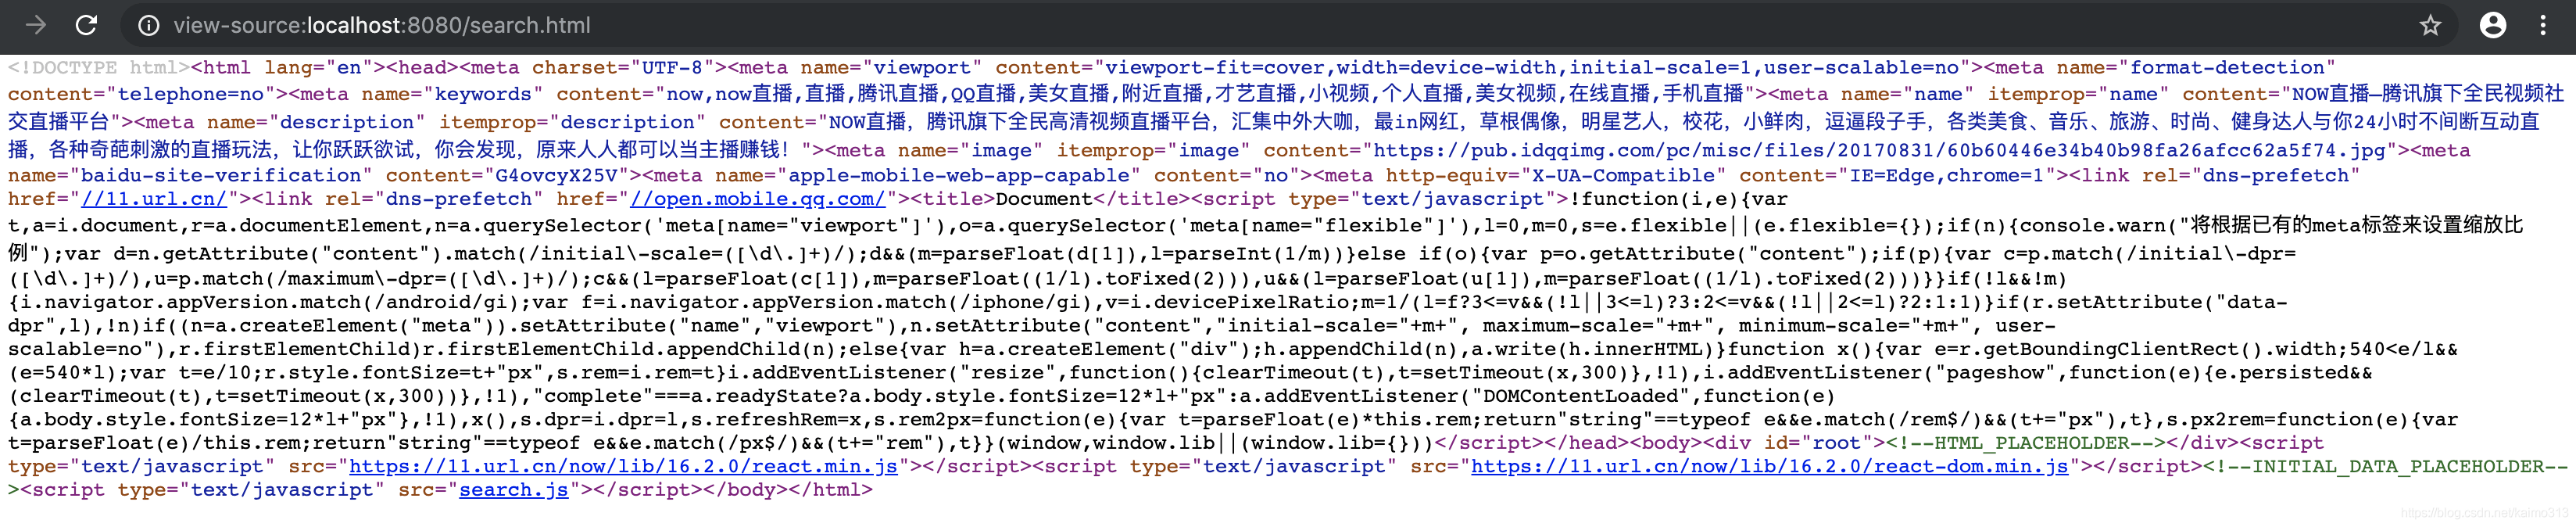 view-source:localhost:8080/search.html
<!DOCTYPE html><html lang="en"><head><meta charset="UTF-8"><meta name="viewport" content="viewport-fit=cover,width=device-width,initial-scale=1,user-scalable=no"><meta name="format-detection"
content="telephone=no"><meta name="keywords" content="now,now直播,直播,腾讯直播,QQ直播,美女直播,附近直播,才艺直播,小视频,个人直播,美女视频,在线直播,手机直播"><meta name="name" itemprop="name" content="NOW直播—腾讯旗下全民视频社
交直播平台"><meta name="description" itemprop="description" content="NOW直播，腾讯旗下全民高清视频直播平台，汇集中外大咖，最in网红，草根偶像，明星艺人，校花，小鲜肉，逗逼段子手，各类美食、音乐、旅游、时尚、健身达人与你24小时不间断互动直
播，各种奇葩刺激的直播玩法，让你跃跃欲试，你会发现，原来人人都可以当主播赚钱！"><meta name="image" itemprop="image" content="https://pub.idqqimg.com/pc/misc/files/20170831/60b60446e34b40b98fa26afcc62a5f74.jpg"><meta
name="baidu-site-verification" content="G4ovcyX25V"><meta name="apple-mobile-web-app-capable" content="no"><meta http-equiv="X-UA-Compatible" content="IE=Edge,chrome=1"><link rel="dns-prefetch"
href="//11.url.cn/"><link rel="dns-prefetch" href="//open.mobile.qq.com/"><title>Document</title><script type="text/javascript">!function(i,e){var
t,a=i.document,r=a.documentElement,n=a.querySelector('meta[name="viewport"]'),o=a.querySelector('meta[name="flexible"]'),l=0,m=0,s=e.flexible||(e.flexible={});if(n){console.warn("将根据已有的meta标签来设置缩放比
例");var d=n.getAttribute("content").match(/initial\-scale=([\d\.]+)/);d&&(m=parseFloat(d[1]),l=parseInt(1/m))}else if(o){var p=o.getAttribute("content");if(p){var c=p.match(/initial\-dpr=
([\d\.]+)/),u=p.match(/maximum\-dpr=([\d\.]+)/);c&&(l=parseFloat(c[1]),m=parseFloat((1/l).toFixed(2))),u&&(l=parseFloat(u[1]),m=parseFloat((1/l).toFixed(2)))}}if(!l&&!m)
{i.navigator.appVersion.match(/android/gi);var f=i.navigator.appVersion.match(/iphone/gi),v=i.devicePixelRatio;m=1/(l=f?3<=v&&(!l||3<=l)?3:2<=v&&(!l||2<=l)?2:1:1)}if(r.setAttribute("data-
dpr",l),!n)if((n=a.createElement("meta")).setAttribute("name","viewport"),n.setAttribute("content","initial-scale="+m+", maximum-scale="+m+", minimum-scale="+m+", user-
scalable=no"),r.firstElementChild)r.firstElementChild.appendChild(n);else{var h=a.createElement("div");h.appendChild(n),a.write(h.innerHTML)}function x(){var e=r.getBoundingClientRect().width;540<e/l&&
(e=540*l);var t=e/10;r.style.fontSize=t+"px",s.rem=i.rem=t}i.addEventListener("resize",function(){clearTimeout(t),t=setTimeout(x,300)},!1),i.addEventListener("pageshow",function(e){e.persisted&&
(clearTimeout(t),t=setTimeout(x,300))},!1),"complete"===a.readyState?a.body.style.fontSize=12*l+"px":a.addEventListener("DOMContentLoaded",function(e)
{a.body.style.fontSize=12*l+"px"},!1),x(),s.dpr=i.dpr=l,s.refreshRem=x,s.rem2px=function(e){var t=parseFloat(e)*this.rem;return"string"==typeof e&&e.match(/rem$/)&&(t+="px"),t},s.px2rem=function(e){var
t=parseFloat(e)/this.rem;return"string"==typeof e&&e.match(/px$/)&&(t+="rem"),t}}(window,window.lib||(window.lib={}))</script></head><body><div id="root"><!--HTML_PLACEHOLDER--></div><script
type="text/javascript" src="https://11.url.cn/now/lib/16.2.0/react.min.js"></script><script type="text/javascript" src="https://11.url.cn/now/lib/16.2.0/react-dom.min.js"></script><!--INITIAL_DATA_PLACEHOLDER--
><script type="text/javascript" src="search.js"></script></body></html>
https://blog.csdn.net/kaimo313